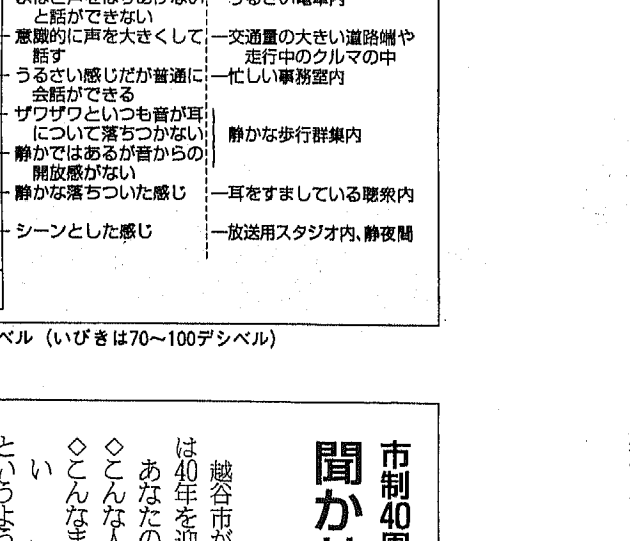 と話ができない
意識的に声を大きくして
話す
うるさい感じだが普通に
会話ができる
ザワザワといつも音が耳
について落ちつかない
静かではあるが音からの
開放感がない
静かな落ちついた感じ
シーンとした感じ
交通量の大きい道路端や
走行中のクルマの中
忙しい事務室内
静かな歩行群集内
耳をすましている聴衆内
放送用スタジオ内、静夜間
ベル（いびきは70〜100デシベル）
市制40周
聞か
越谷市が
は40年を迎
あなたの
◇こんな人
◇こんなま
い
というよう